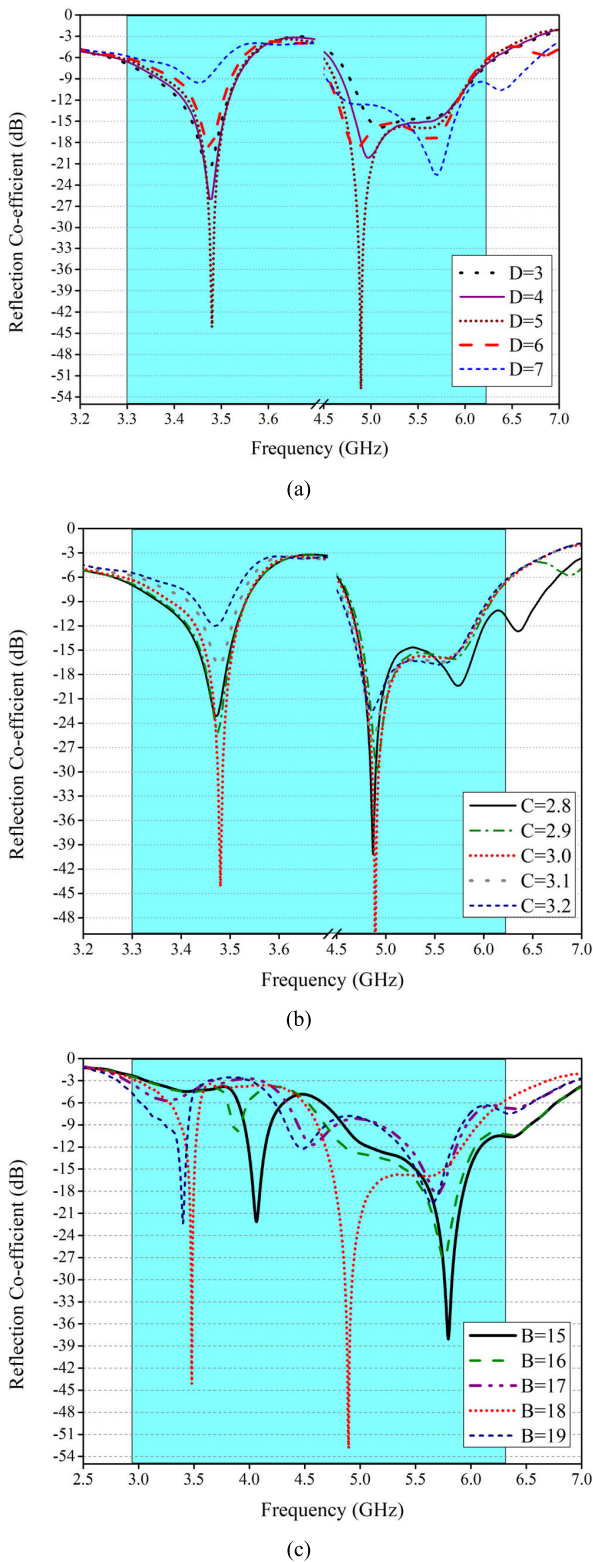 -3
-6
-9
-12
-15
-18
-21
-24
-27
-30
-33
-36
-39
-42
-45
-48
-51
-54
Reflection Co-efficient (dB)
D=3
D=4
D=5
D=6
D=7
3.2 3.3 3.4 3.5 3.6 4.5 5.0 5.5 6.0 6.5 7.0
Frequency (GHz)
(a)
0
-3
-6
-9
-12
-15
-18
-21
-24
-27
-30
-33
-36
-39
-42
-45
-48
Reflection Co-efficient (dB)
C=2.8
C=2.9
C=3.0
C=3.1
C=3.2
3.2 3.3 3.4 3.5 3.6 4.5 5.0 5.5 6.0 6.5 7.0
Frequency (GHz)
(b)
0
-3
-6
-9
-12
-15
-18
-21
-24
-27
-30
-33
-36
-39
-42
-45
-48
-51
-54
Reflection Co-efficient (dB)
B=15
B=16
B=17
B=18
B=19
2.5 3.0 3.5 4.0 4.5 5.0 5.5 6.0 6.5 7.0
Frequency (GHz)
(c)